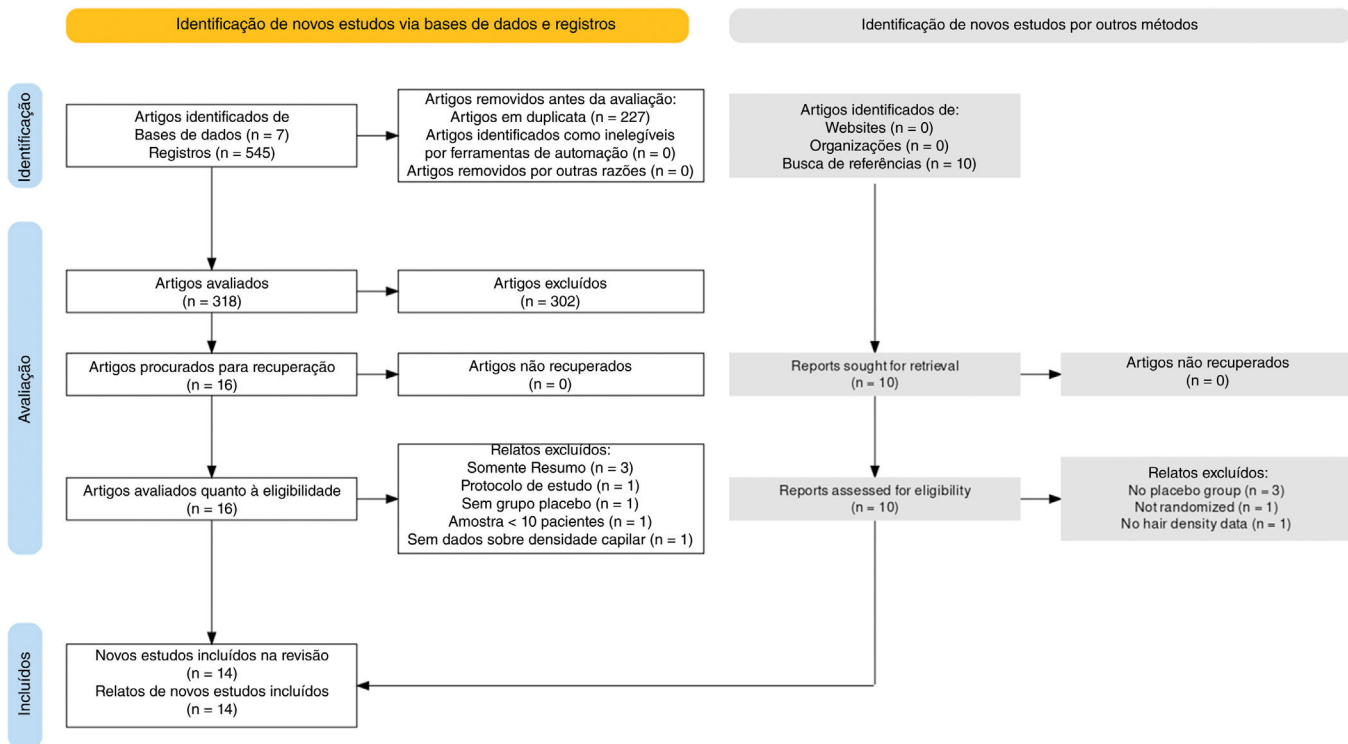 Identificação de novos estudos via bases de dados e registros
Identificação de novos estudos por outros métodos
Identificação
Artigos identificados de
Bases de dados (n = 7)
Registros (n = 545)
Artigos removidos antes da avaliação:
Artigos em duplicata (n = 227)
Artigos identificados como inelegíveis
por ferramentas de automação (n = 0)
Artigos removidos por outras razões (n = 0)
Artigos identificados de:
Websites (n = 0)
Organizações (n = 0)
Busca de referências (n = 10)
Avaliação
Artigos avaliados
(n = 318)
Artigos excluídos
(n = 302)
Artigos procurados para recuperação
(n = 16)
Artigos não recuperados
(n = 0)
Reports sought for retrieval
(n = 10)
Artigos não recuperados
(n = 0)
Artigos avaliados quanto à eligibilidade
(n = 16)
Relatos excluídos:
Somente Resumo (n = 3)
Protocolo de estudo (n = 1)
Sem grupo placebo (n = 1)
Amostra < 10 pacientes (n = 1)
Sem dados sobre densidade capilar (n = 1)
Reports assessed for eligibility
(n = 10)
Relatos excluídos:
No placebo group (n = 3)
Not randomized (n = 1)
No hair density data (n = 1)
Incluídos
Novos estudos incluídos na revisão
(n = 14)
Relatos de novos estudos incluídos
(n = 14)